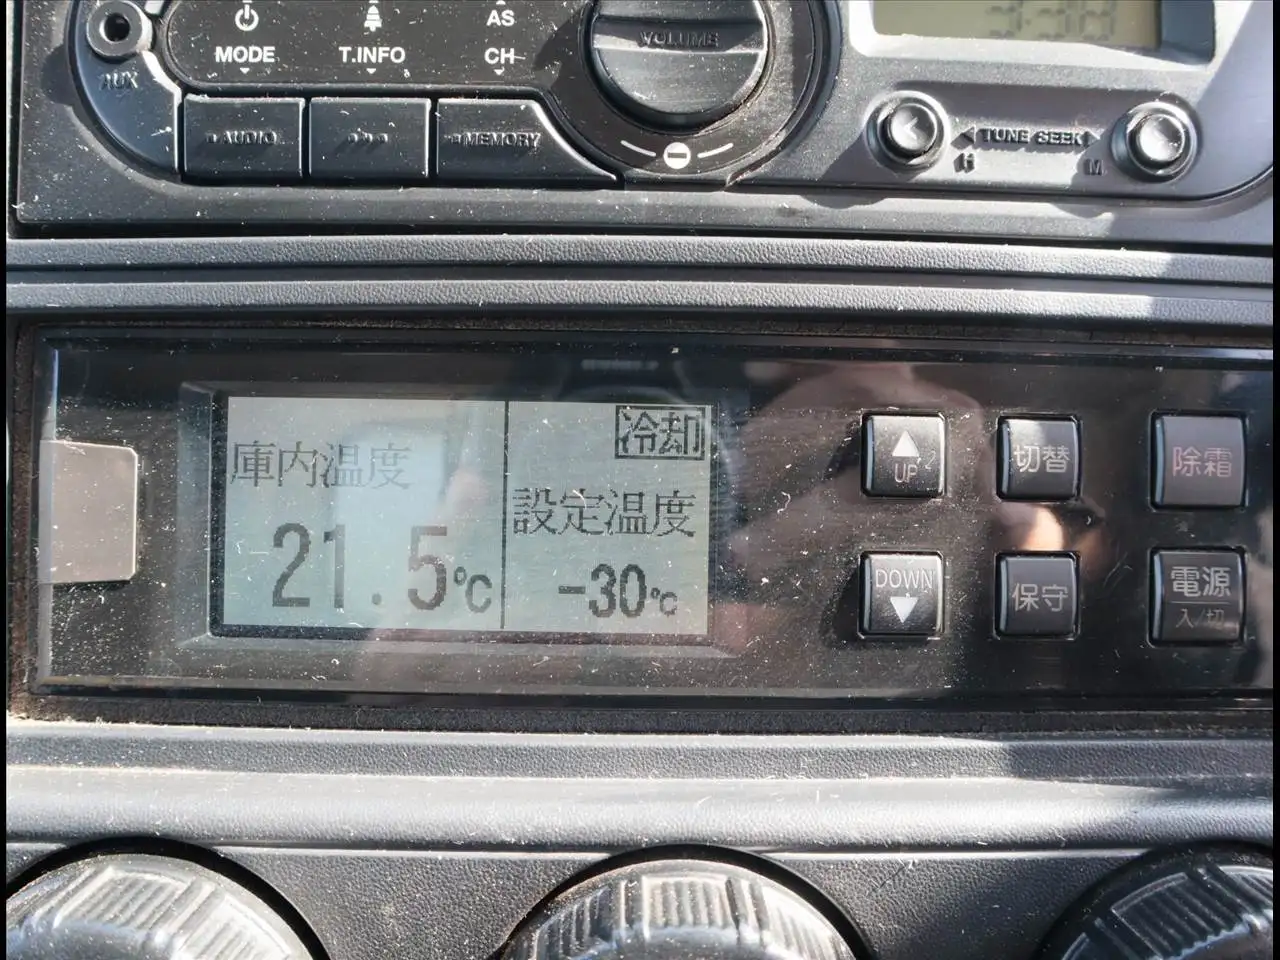 AS
MODE
T.INFO
CH
VOLUME
AUX
AUDIO
MEMORY
TUNE SEEK
H
M
冷却
庫内温度
設定温度
21.5℃
-30℃
UP
切替
除霜
DOWN
保守
電源
入/切